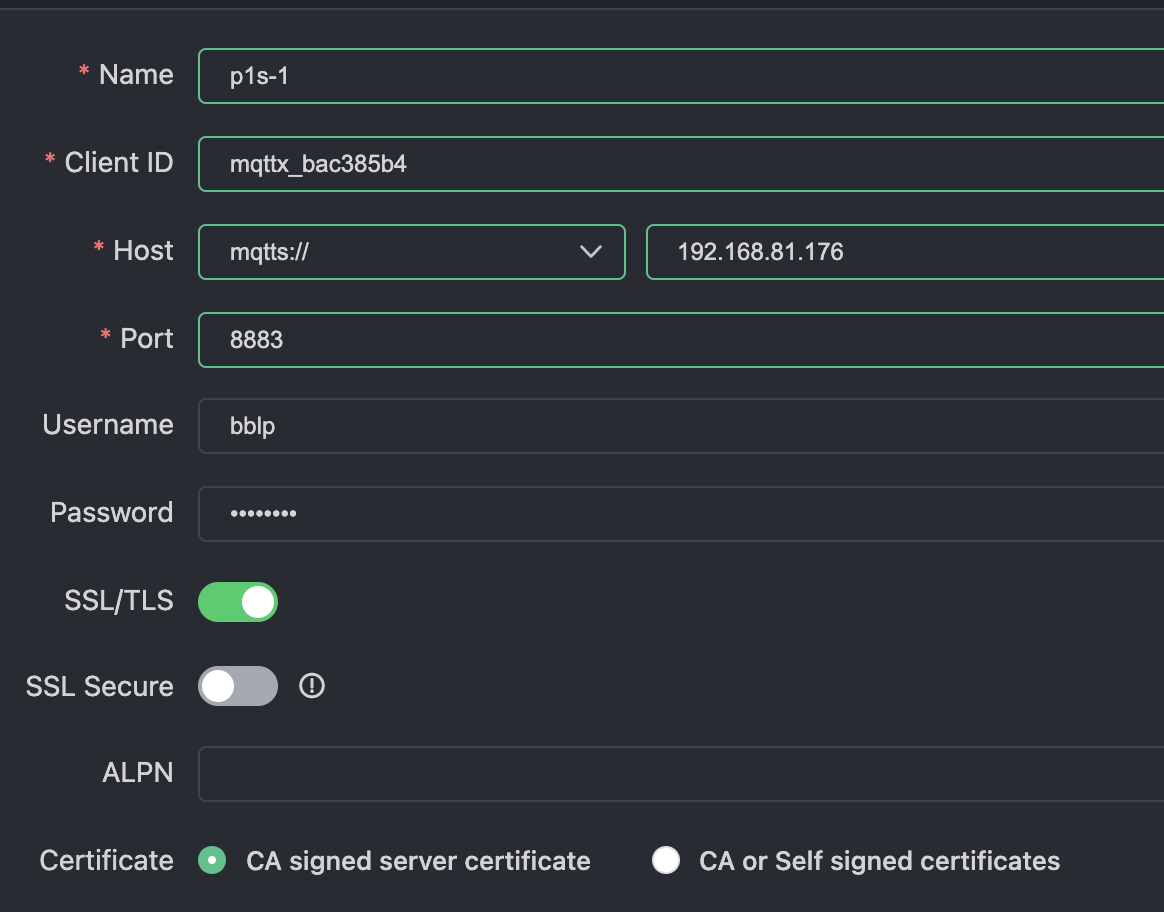 * Name p1s-1
* Client ID mqttx_bac385b4
* Host mqtts:// 192.168.81.176
* Port 8883
Username bblp
Password ••••••••
SSL/TLS
SSL Secure
ALPN
Certificate CA signed server certificate CA or Self signed certificates